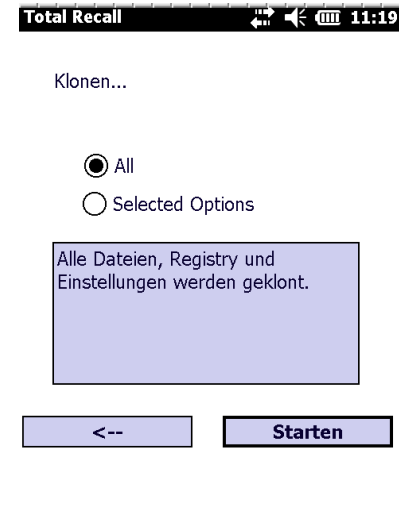 Total Recall 11:19
Klonen...
All
Selected Options
Alle Dateien, Registry und
Einstellungen werden geklont.
<-- Starten